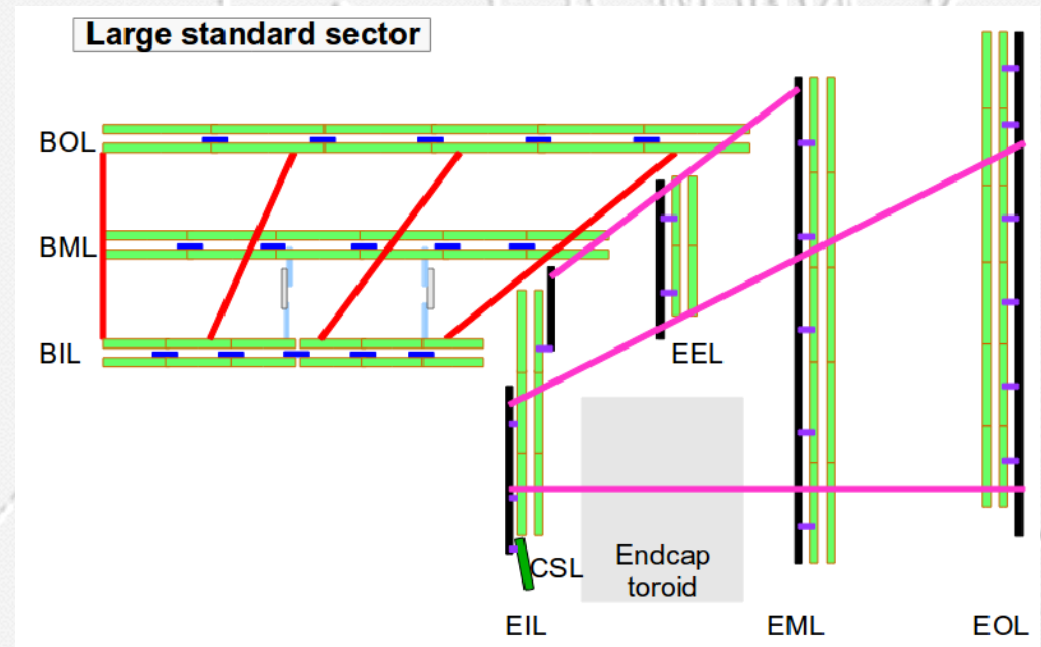 Large standard sector
BOL
BML
BIL
EEL
CSL
Endcap
toroid
EIL
EML
EOL